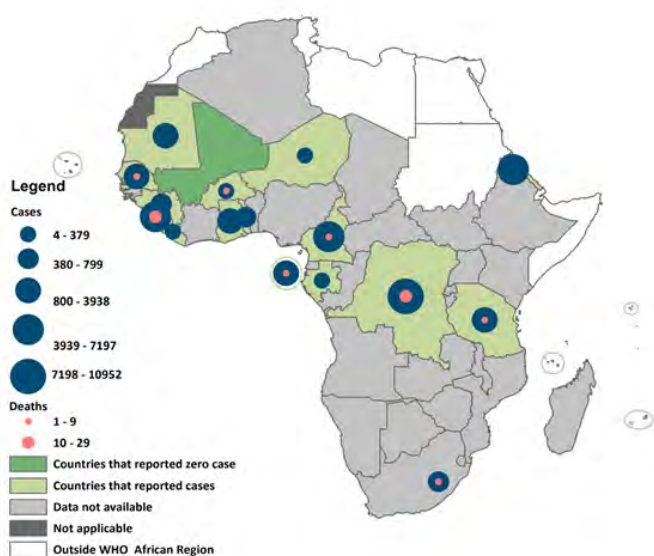 Legend
Cases
4 - 379
380 - 799
800 - 3938
3939 - 7197
7198 - 10952
Deaths
1 - 9
10 - 29
Countries that reported zero case
Countries that reported cases
Data not available
Not applicable
Outside WHO African Region